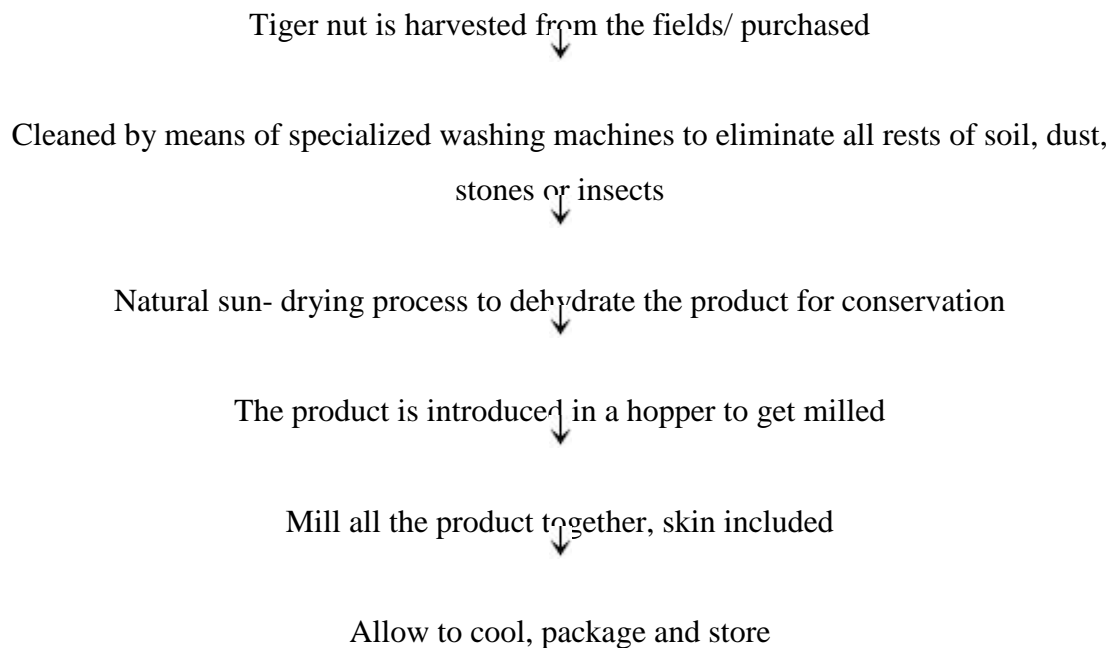 Tiger nut is harvested from the fields/ purchased
Cleaned by means of specialized washing machines to eliminate all rests of soil, dust,
stones or insects
Natural sun- drying process to dehydrate the product for conservation
The product is introduced in a hopper to get milled
Mill all the product together, skin included
Allow to cool, package and store